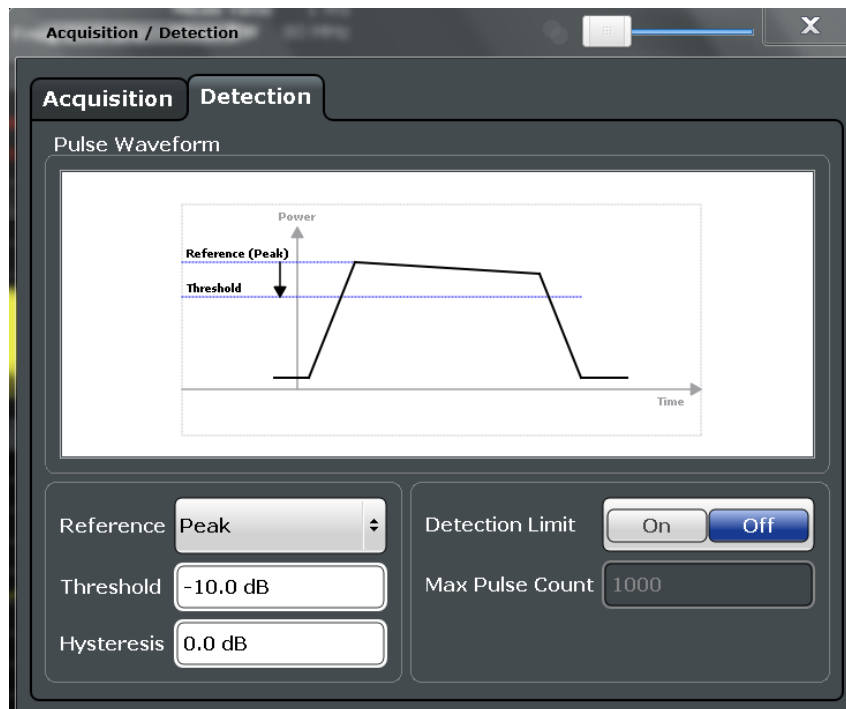 Acquisition / Detection
X
Acquisition Detection
Pulse Waveform
Power
Reference (Peak)
Threshold
Time
Reference Peak
Threshold -10.0 dB
Hysteresis 0.0 dB
Detection Limit On Off
Max Pulse Count 1000